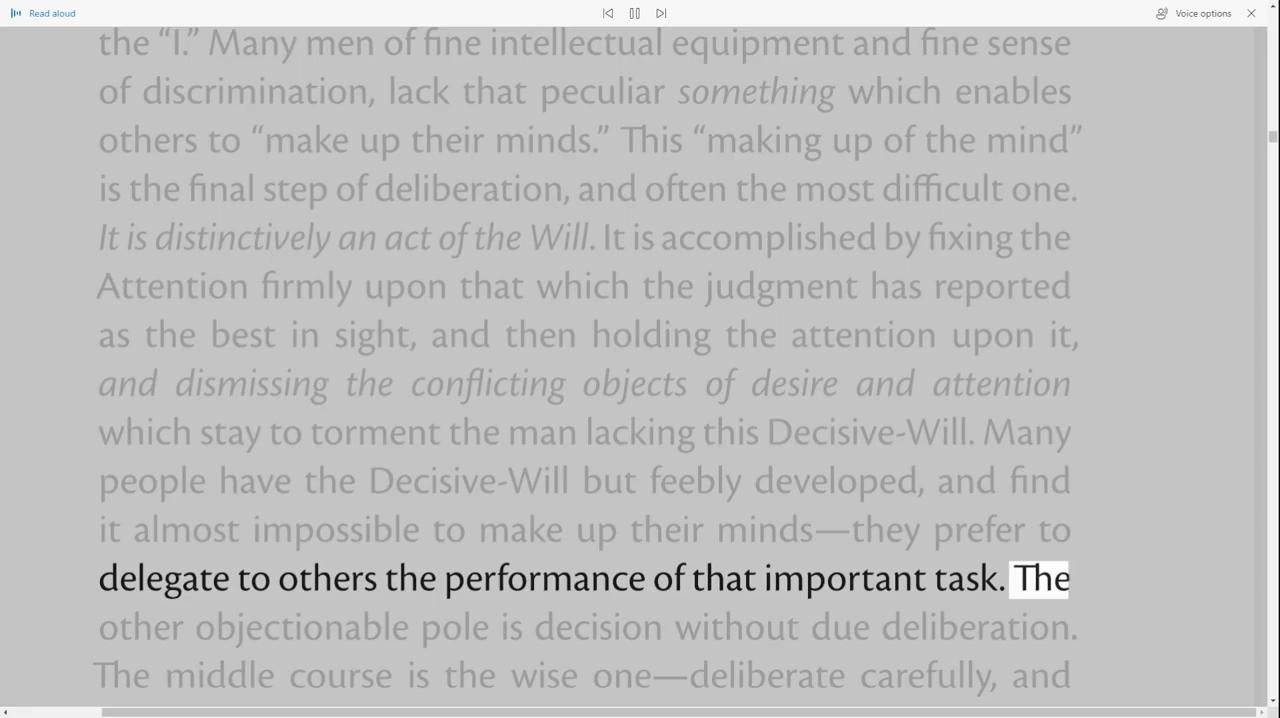 Read aloud
Voice options
the “I.” Many men of fine intellectual equipment and fine sense
of discrimination, lack that peculiar something which enables
others to “make up their minds.” This “making up of the mind”
is the final step of deliberation, and often the most difficult one.
It is distinctively an act of the Will. It is accomplished by fixing the
Attention firmly upon that which the judgment has reported
as the best in sight, and then holding the attention upon it,
and dismissing the conflicting objects of desire and attention
which stay to torment the man lacking this Decisive-Will. Many
people have the Decisive-Will but feebly developed, and find
it almost impossible to make up their minds—they prefer to
delegate to others the performance of that important task. The
other objectionable pole is decision without due deliberation.
The middle course is the wise one—deliberate carefully, and